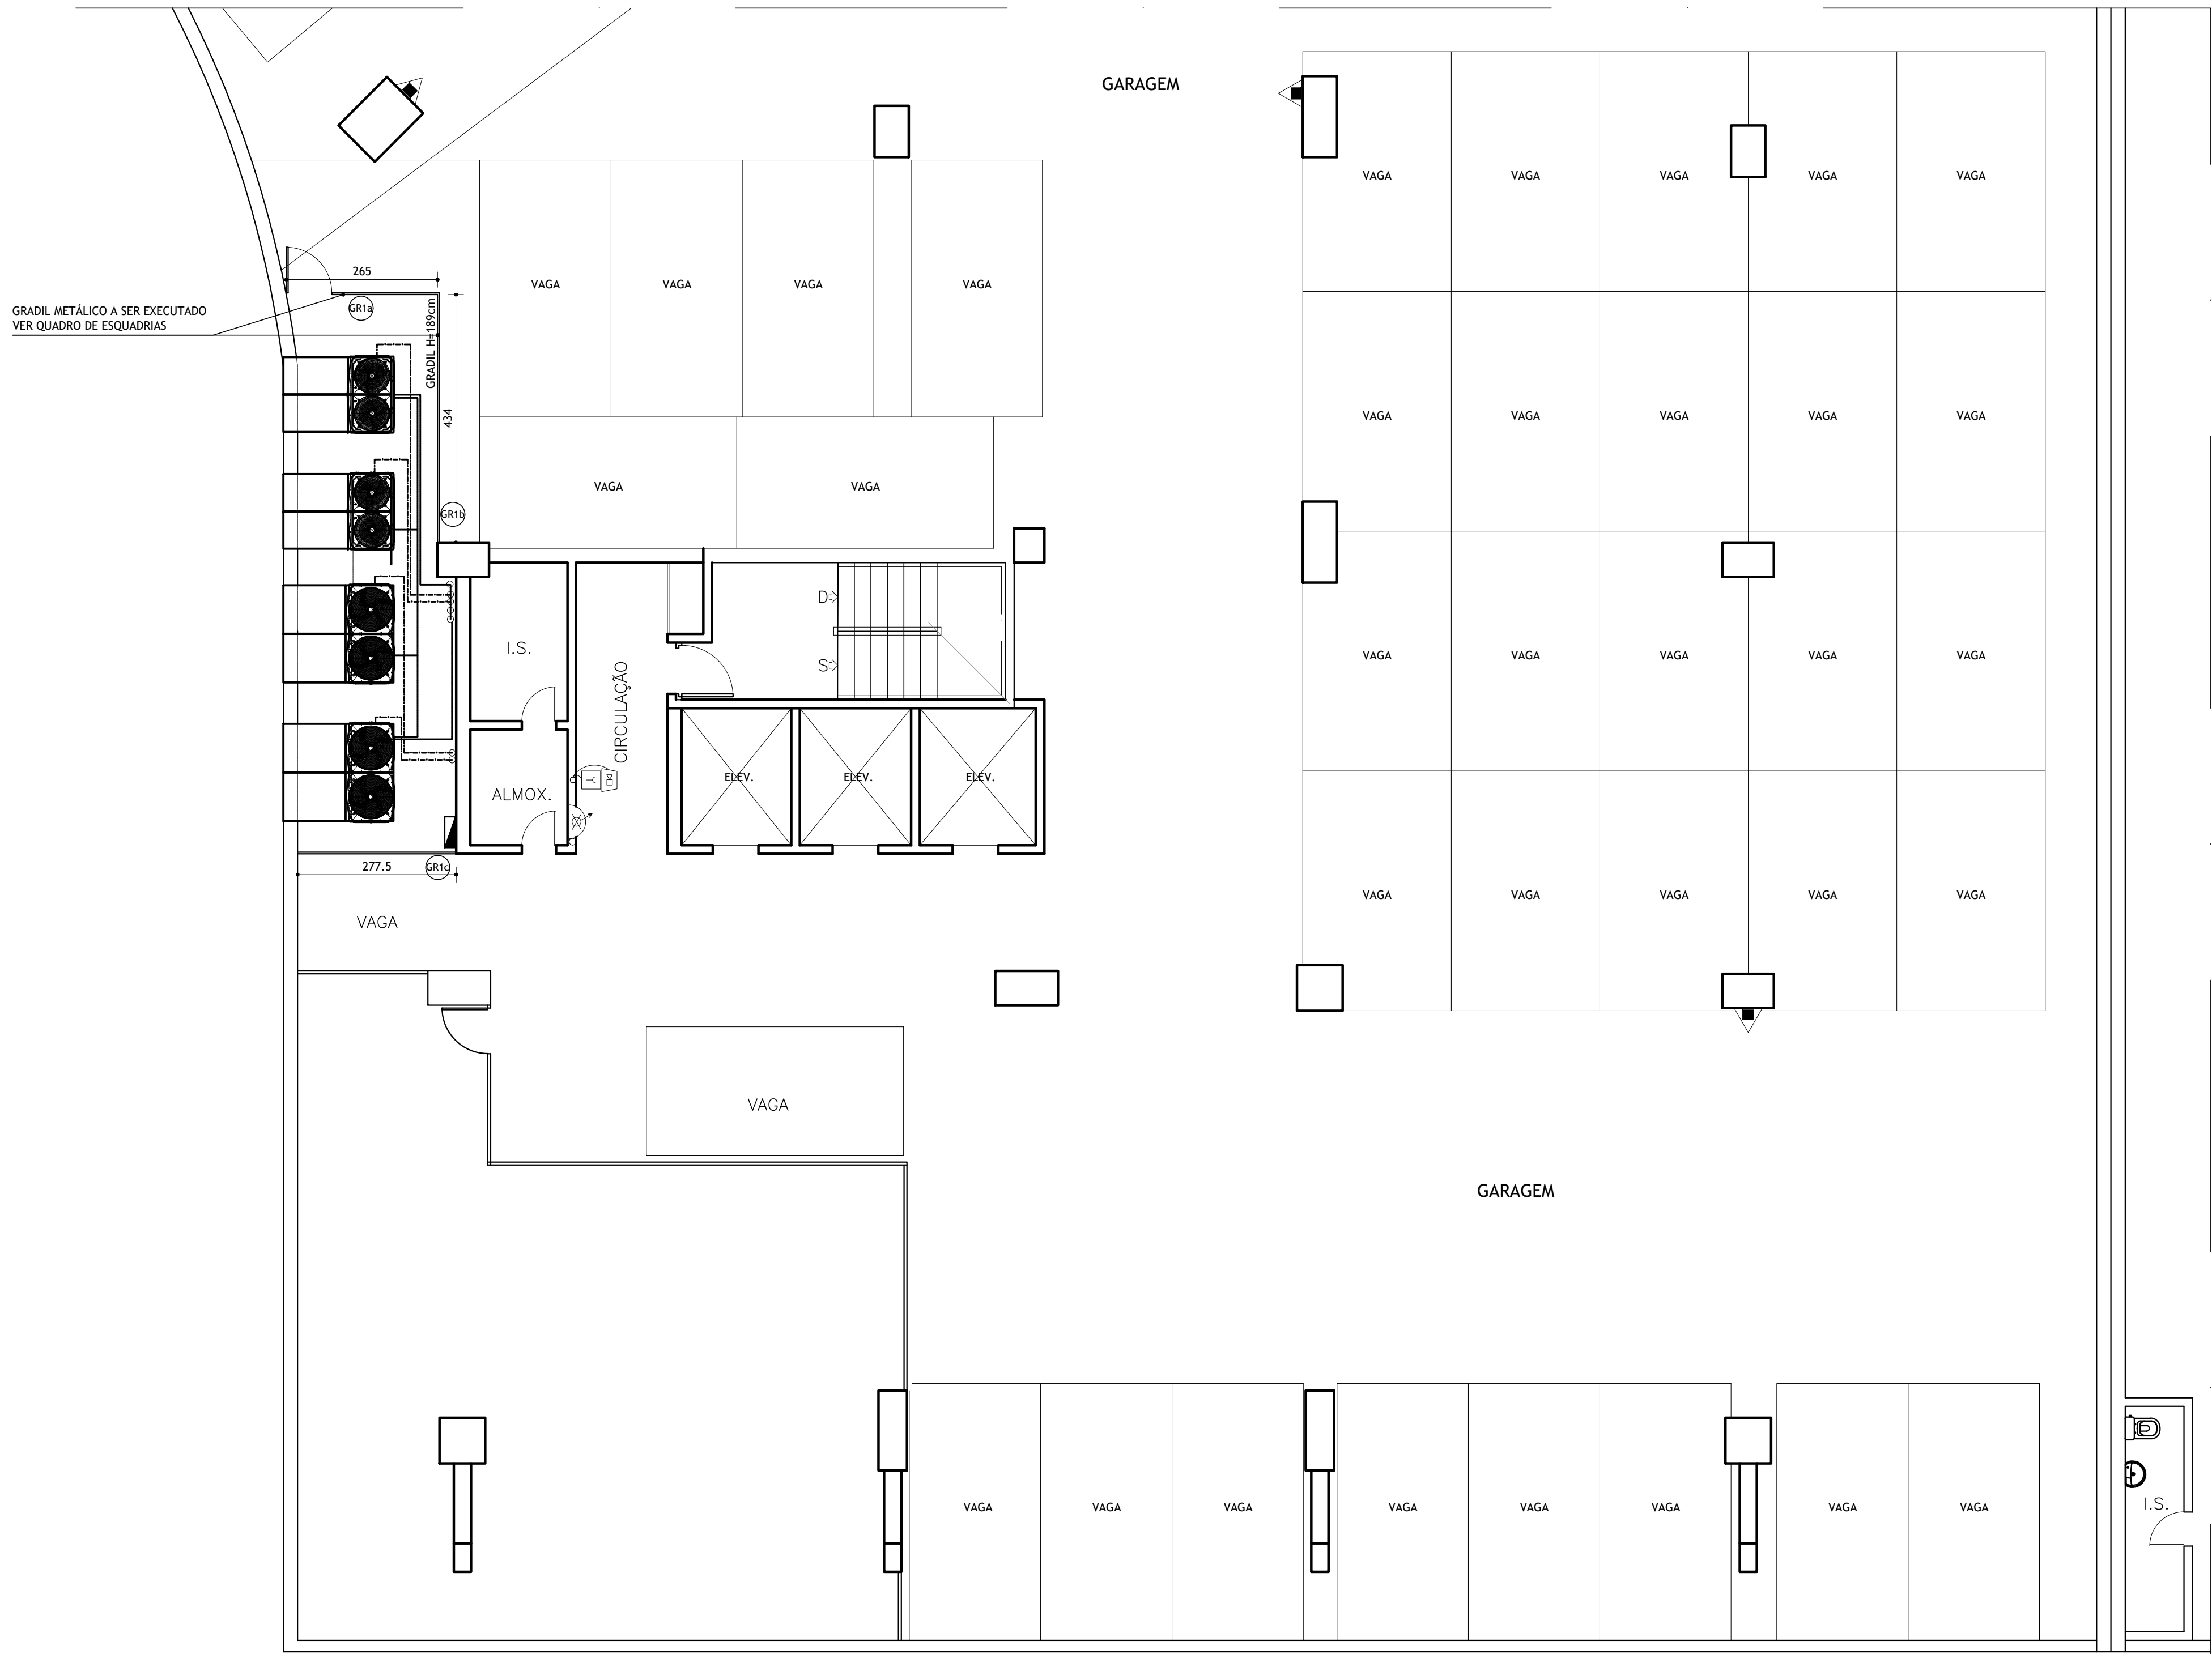 GARAGEM
VAGA
VAGA
VAGA
VAGA
VAGA
265
VAGA
VAGA
VAGA
VAGA
GRADIL METÁLICO A SER EXECUTADO
VER QUADRO DE ESQUADRIAS
GR1a
GRADIL H=189cm
434
VAGA
VAGA
VAGA
VAGA
VAGA
VAGA
VAGA
GR1b
D
S
I.S.
CIRCULAÇÃO
VAGA
VAGA
VAGA
VAGA
VAGA
ELEV.
ELEV.
ELEV.
ALMOX.
277.5
GR1c
VAGA
VAGA
VAGA
VAGA
VAGA
VAGA
VAGA
GARAGEM
VAGA
VAGA
VAGA
VAGA
VAGA
VAGA
VAGA
VAGA
I.S.